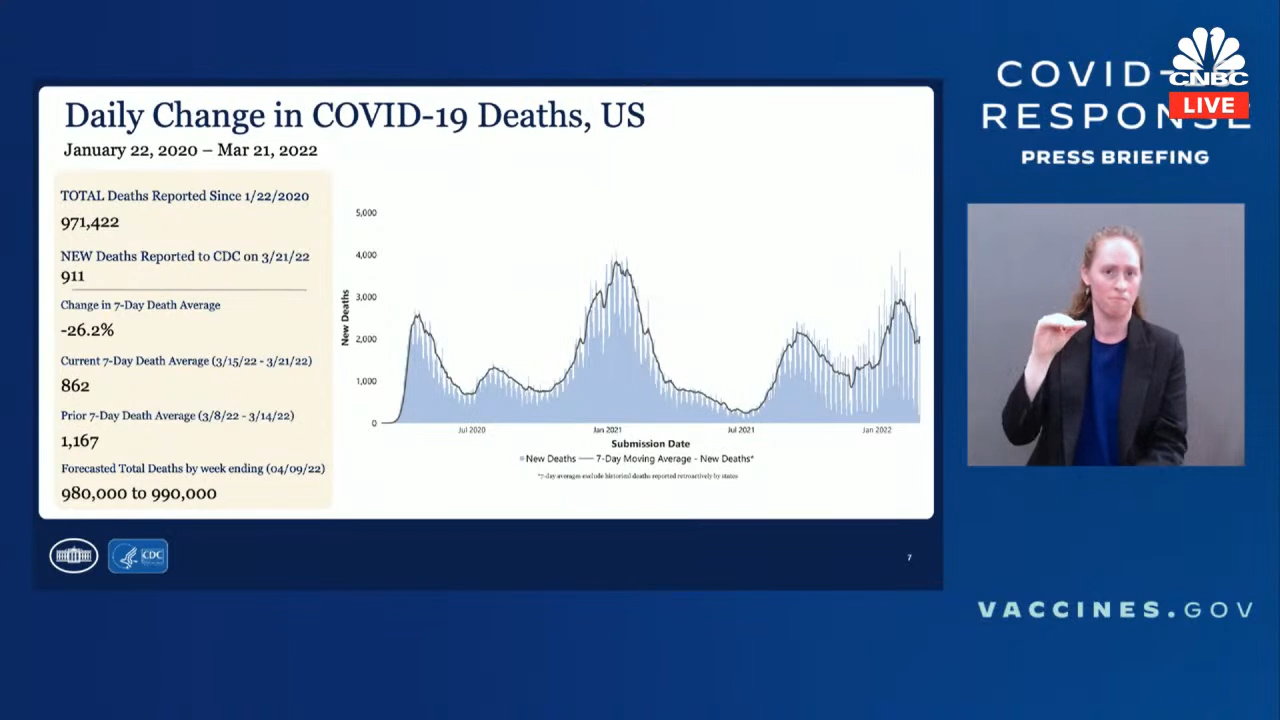 Daily Change in COVID-19 Deaths, US
January 22, 2020 – Mar 21, 2022
TOTAL Deaths Reported Since 1/22/2020
971,422
NEW Deaths Reported to CDC on 3/21/22
911
Change in 7-Day Death Average
-26.2%
Current 7-Day Death Average (3/15/22 - 3/21/22)
862
Prior 7-Day Death Average (3/8/22 - 3/14/22)
1,167
Forecasted Total Deaths by week ending (04/09/22)
980,000 to 990,000
New Deaths
5,000
4,000
3,000
2,000
1,000
0
Jul 2020
Jan 2021
Jul 2021
Jan 2022
Submission Date
New Deaths
7-Day Moving Average - New Deaths*
*7-day averages exclude historical deaths reported retroactively by states
CDC
7
COVID-
RESPONSE
PRESS BRIEFING
CNBC
LIVE
VACCINES.GOV